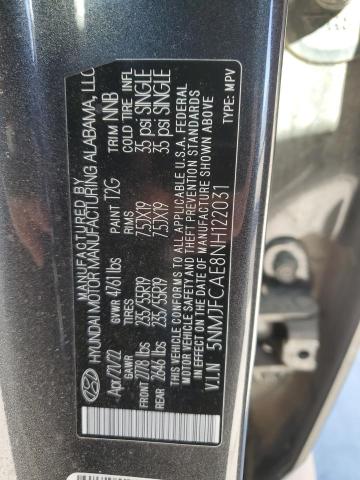 MANUFACTURED BY
HYUNDAI MOTOR MANUFACTURING ALABAMA, LLC
Apr/20/22 GVWR 4761 lbs PAINT T2G TRIM NNB
GAWR TIRES RIMS COLD TIRE INFL
FRONT 2778 lbs 235/55R19 7.5JX19 35 psi SINGLE
REAR 2646 lbs 235/55R19 7.5JX19 35 psi SINGLE
THIS VEHICLE CONFORMS TO ALL APPLICABLE U.S.A. FEDERAL
MOTOR VEHICLE SAFETY AND THEFT PREVENTION STANDARDS
IN EFFECT ON THE DATE OF MANUFACTURE SHOWN ABOVE
V.I.N 5NMJFCAE8NH122031 TYPE: MPV